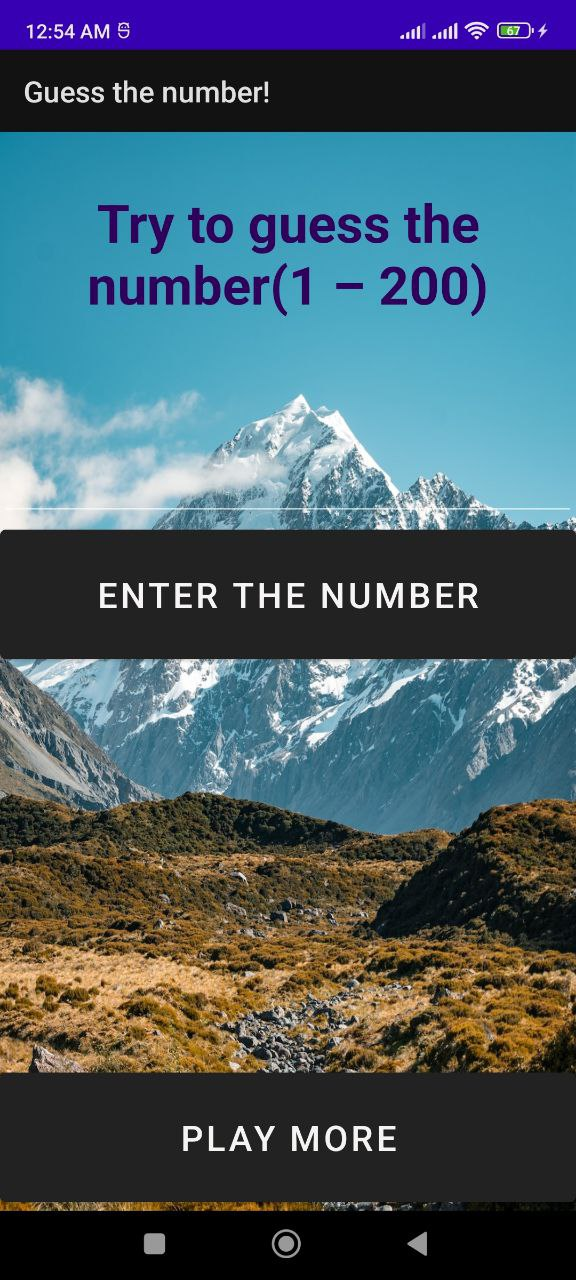 12:54 AM
67
Guess the number!
Try to guess the
number(1 – 200)
ENTER THE NUMBER
PLAY MORE